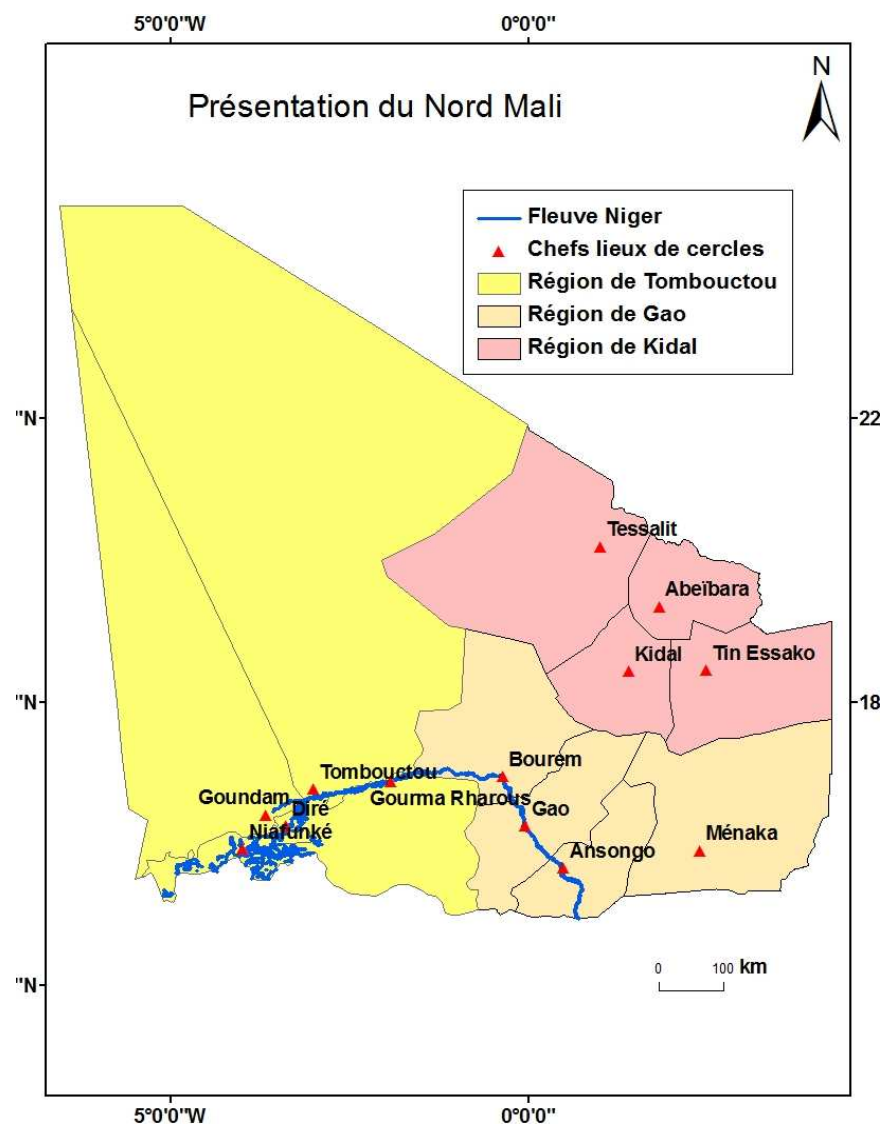 5°0'0"W 0°0'0"
N
Présentation du Nord Mali
Fleuve Niger
Chefs lieux de cercles
Région de Tombouctou
Région de Gao
Région de Kidal
"N 22
Tessalit
Abeïbara
Kidal Tin Essako
"N 18
Bourem
Tombouctou
Goundam Gourma Rharous
Diré Gao
Niafunké Ménaka
Ansongo
0 100 km
"N
5°0'0"W 0°0'0"